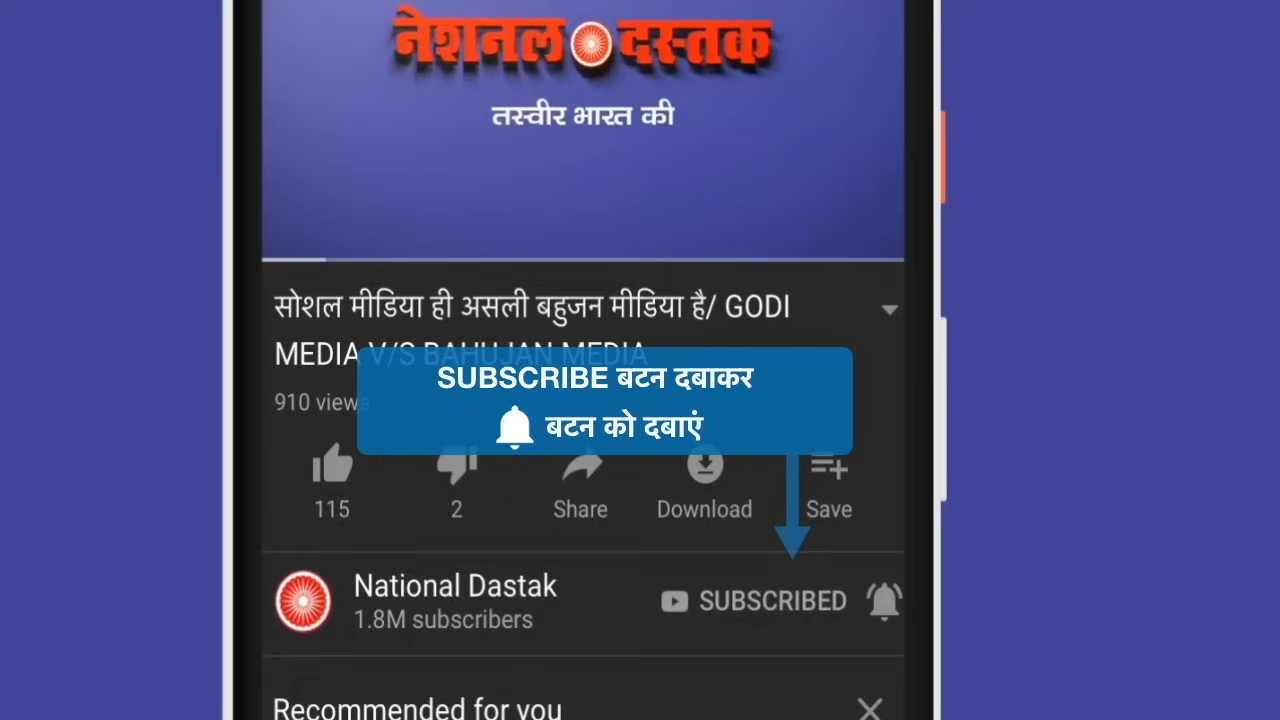 नेशनल दस्तक
तस्वीर भारत की
सोशल मीडिया ही असली बहुजन मीडिया है/ GODI
MEDIA V/S BAHUJAN MEDIA
910 views
SUBSCRIBE बटन दबाकर
बटन को दबाएं
115
2
Share
Download
Save
National Dastak
1.8M subscribers
SUBSCRIBED
Recommended for you